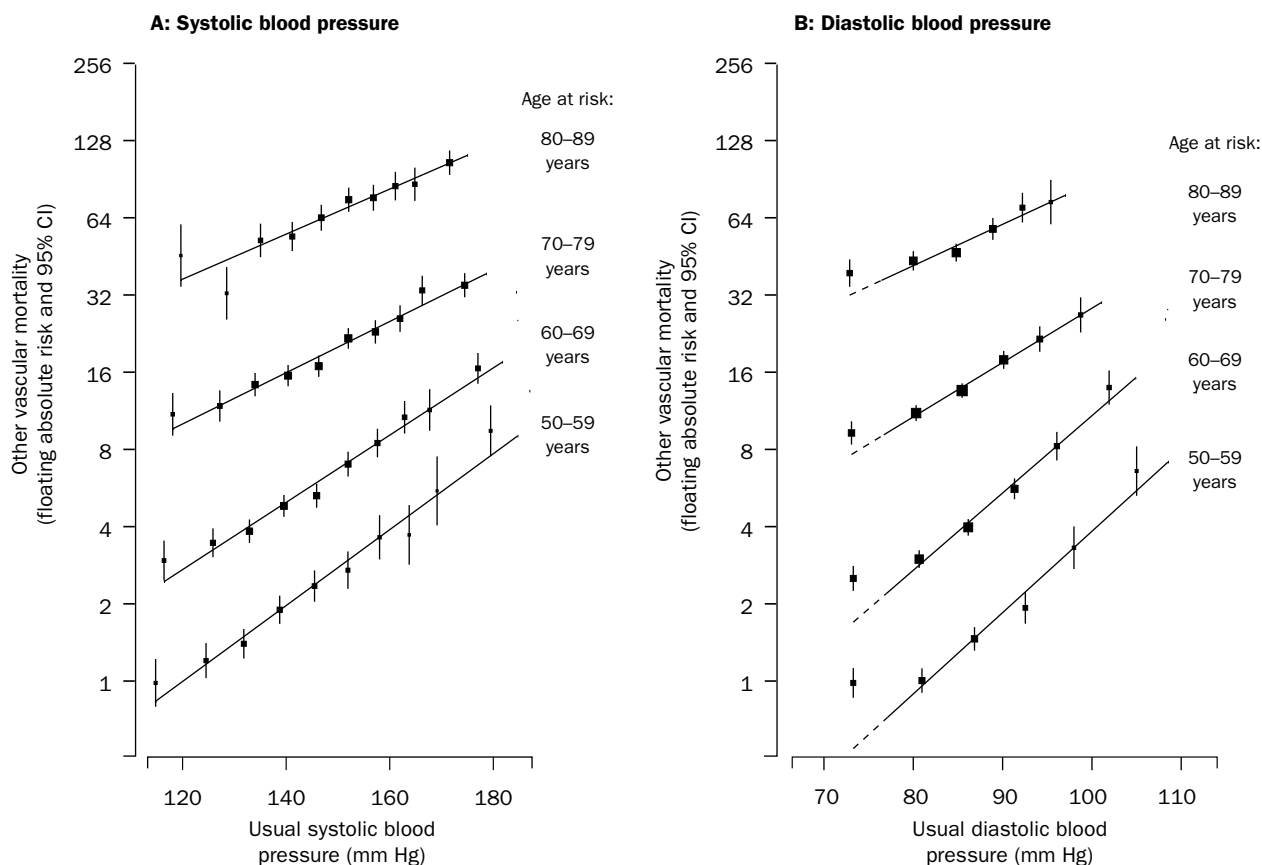 A: Systolic blood pressure
256
128
64
32
16
8
4
2
1
Other vascular mortality
(floating absolute risk and 95% CI)
Age at risk:
80–89
years
70–79
years
60–69
years
50–59
years
120
140
160
180
Usual systolic blood
pressure (mm Hg)
B: Diastolic blood pressure
256
128
64
32
16
8
4
2
1
Other vascular mortality
(floating absolute risk and 95% CI)
Age at risk:
80–89
years
70–79
years
60–69
years
50–59
years
70
80
90
100
110
Usual diastolic blood
pressure (mm Hg)